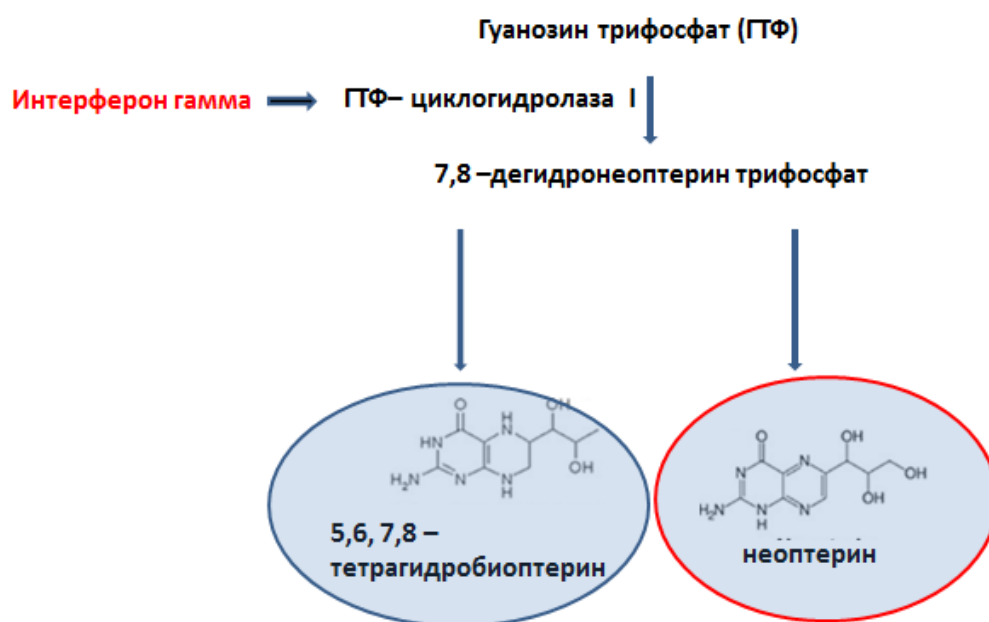 Гуанозин трифосфат (ГТФ)
Интерферон гамма
ГТФ– циклогидролаза I
7,8 –дегидронеоптерин трифосфат
O
H
N
OH
HN
H₂N
N
N
H
OH
O
N
N
OH
OH
OH
H₂N
N
H
N
5,6, 7,8 –
тетрагидробиоптерин
неоптерин